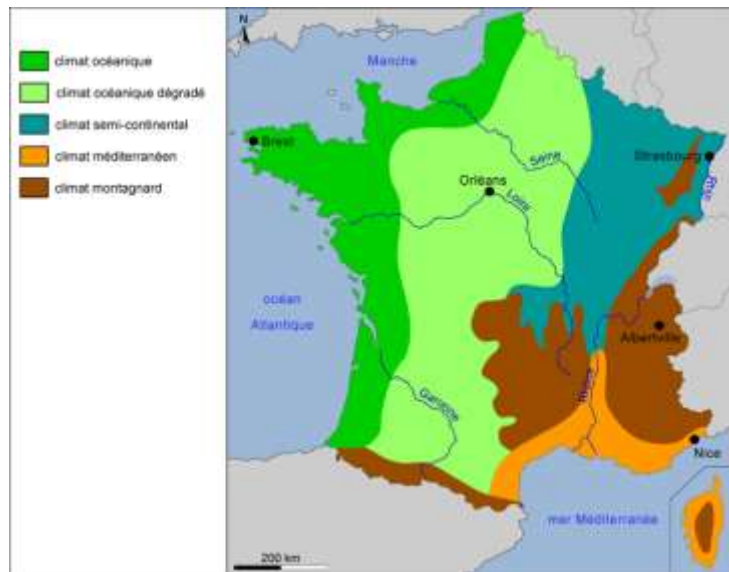 climat océanique
climat océanique dégradé
climat semi-continental
climat méditerranéen
climat montagnard
N
Manche
Brest
Seine
Strasbourg
Rhin
Orléans
Loire
océan
Atlantique
Albertville
Rhône
Garonne
Nice
mer Méditerranée
200 km